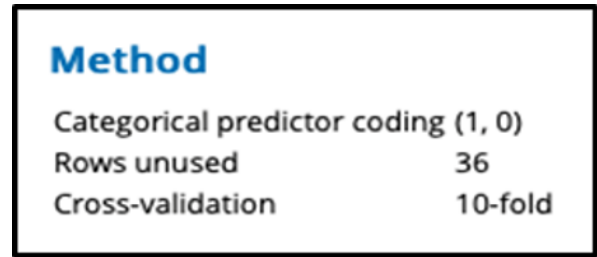 Method
Categorical predictor coding (1, 0)
Rows unused 36
Cross-validation 10-fold